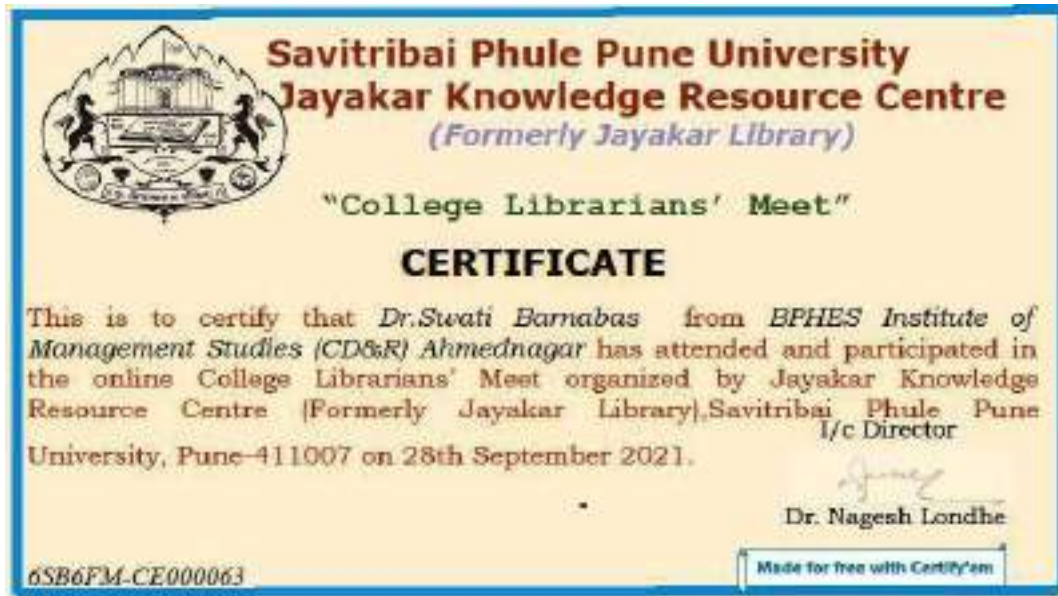 Savitribai Phule Pune University
Jayakar Knowledge Resource Centre
(Formerly Jayakar Library)
"College Librarians' Meet"
CERTIFICATE
This is to certify that Dr.Swati Barnabas from BPHES Institute of
Management Studies (CD&R) Ahmednagar has attended and participated in
the online College Librarians' Meet organized by Jayakar Knowledge
Resource Centre (Formerly Jayakar Library),Savitribai Phule Pune
University, Pune-411007 on 28th September 2021.
I/c Director
Dr. Nagesh Londhe
6SB6FM-CE000063
Made for free with Certify'em